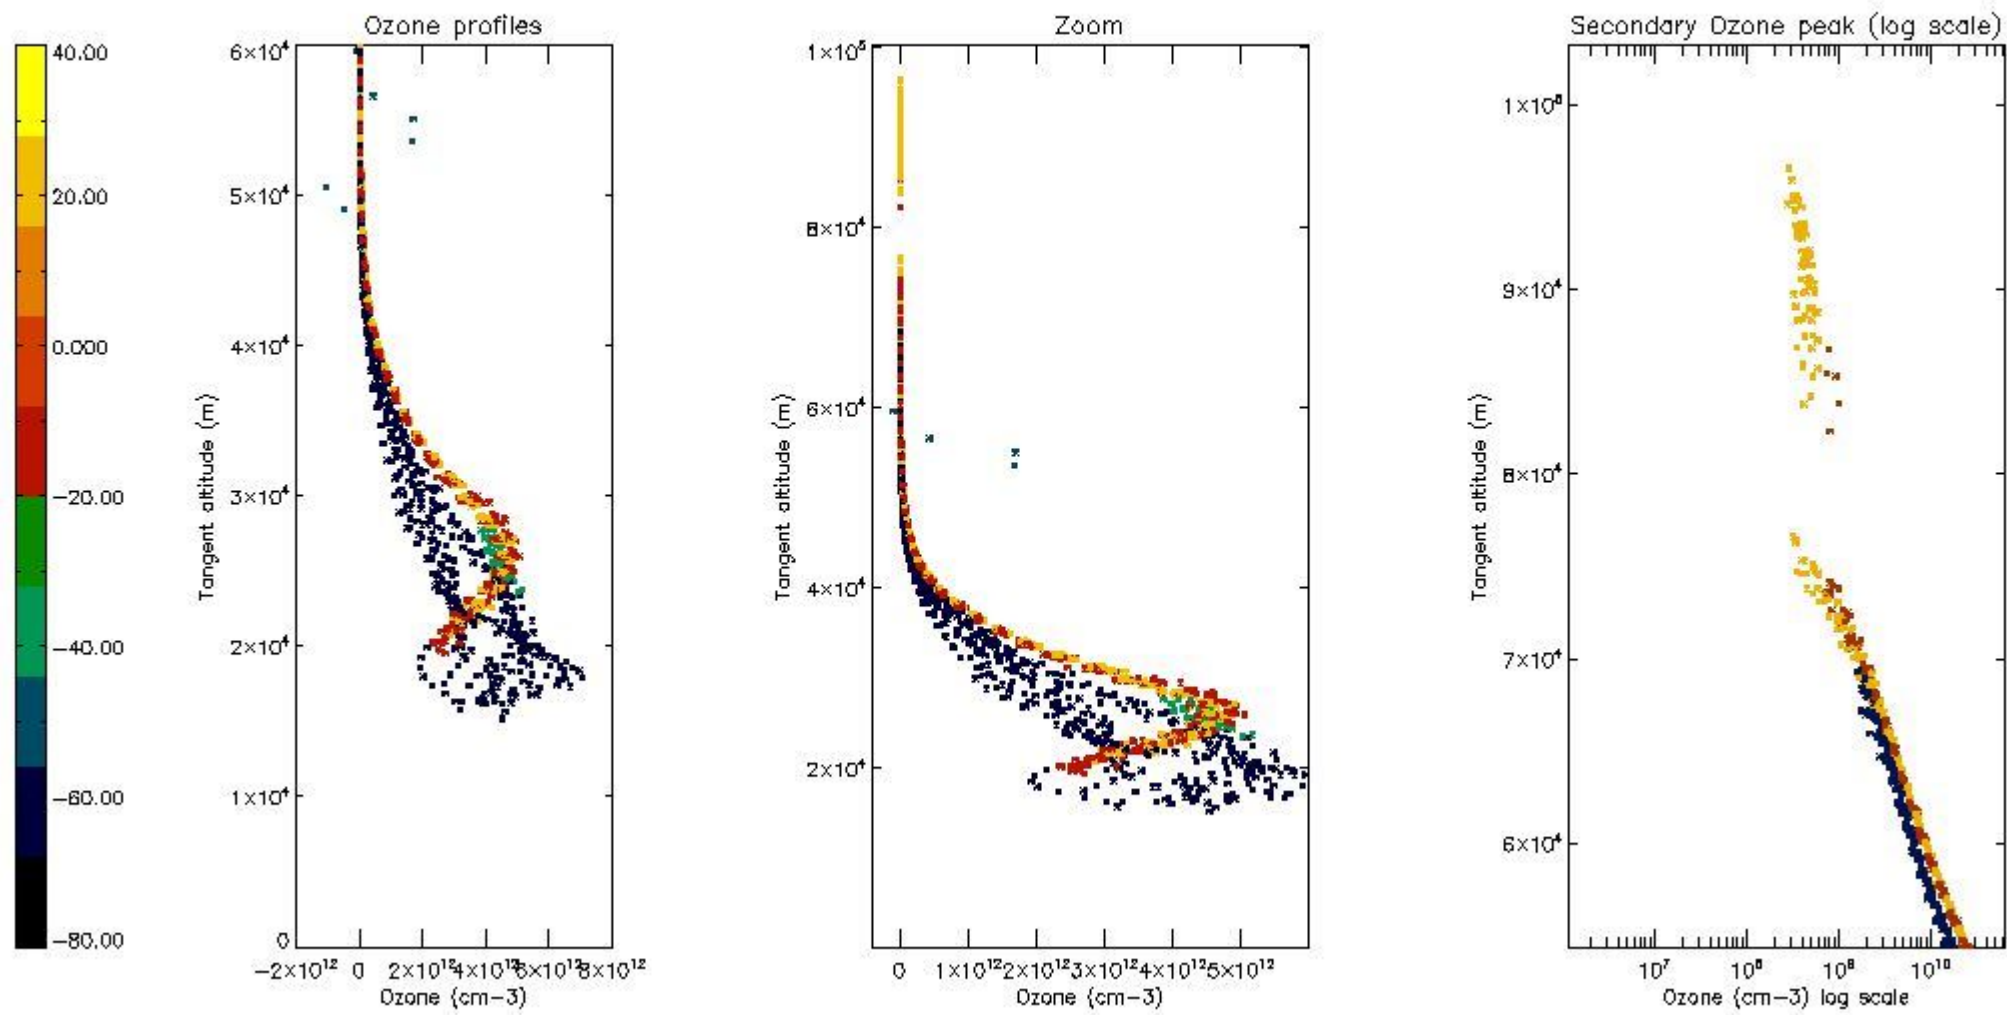 Ozone profiles
Zoom
Secondary Ozone peak (log scale)
40.00
20.00
0.000
−20.00
−40.00
−60.00
−80.00
6×10⁴
5×10⁴
4×10⁴
3×10⁴
2×10⁴
1×10⁴
0
Tangent altitude (m)
−2×10¹² 0 2×10¹² 4×10¹² 6×10¹² 8×10¹²
Ozone (cm−3)
1×10⁵
8×10⁴
6×10⁴
4×10⁴
2×10⁴
Tangent altitude (m)
0 1×10¹² 2×10¹² 3×10¹² 4×10¹² 5×10¹²
Ozone (cm−3)
9×10⁴
8×10⁴
7×10⁴
6×10⁴
Tangent altitude (m)
10⁷ 10¹⁰
Ozone (cm−3) log scale